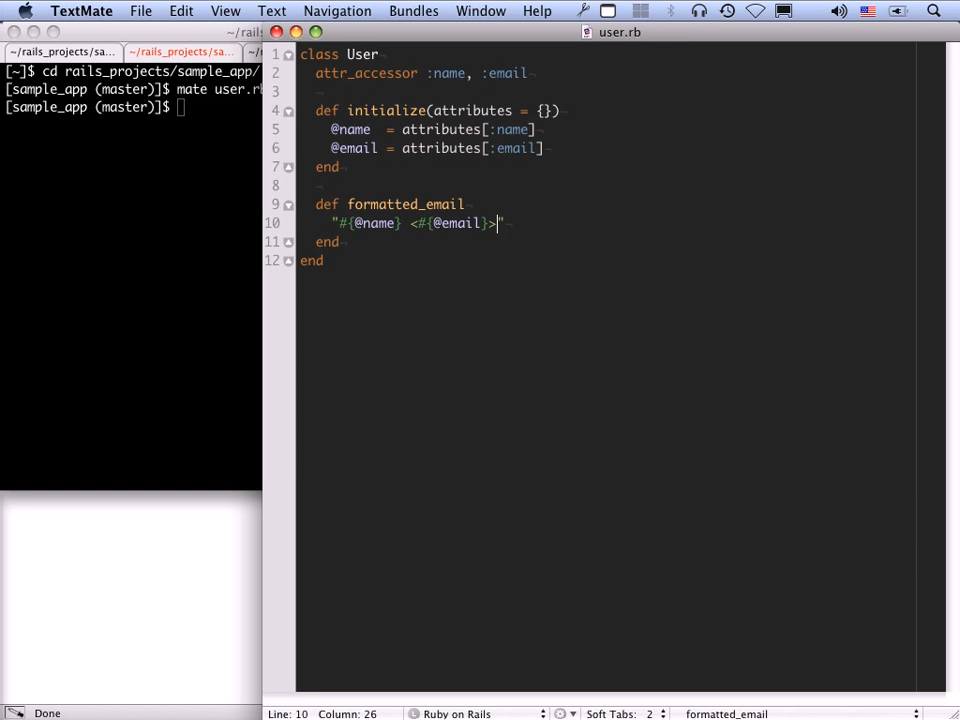 TextMate File Edit View Text Navigation Bundles Window Help
~/rails
user.rb
~/rails_projects/sa... ~/rails_projects/sa...
[~]$ cd rails_projects/sample_app/
[sample_app (master)]$ mate user.rb
[sample_app (master)]$
1 class User
2 attr_accessor :name, :email
3
4 def initialize(attributes = {})
5 @name = attributes[:name]
6 @email = attributes[:email]
7 end
8
9 def formatted_email
10 "#{@name} <#{@email}>"
11 end
12 end
Done
Line: 10 Column: 26 Ruby on Rails Soft Tabs: 2 formatted_email